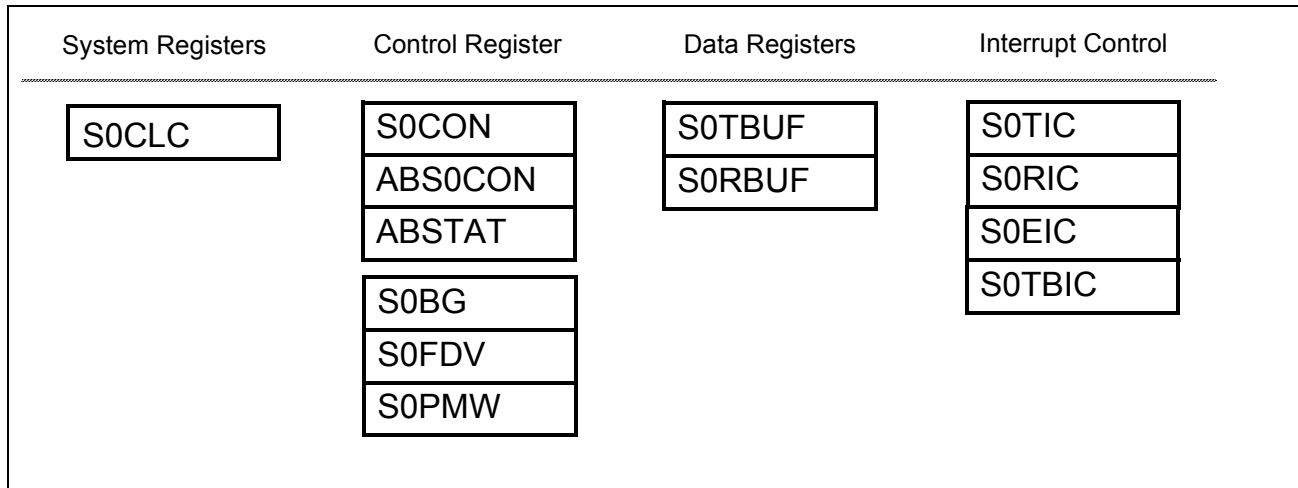 System Registers
Control Register
Data Registers
Interrupt Control
S0CLC
S0CON
ABS0CON
ABSTAT
S0BG
S0FDV
S0PMW
S0TBUF
S0RBUF
S0TIC
S0RIC
S0EIC
S0TBIC